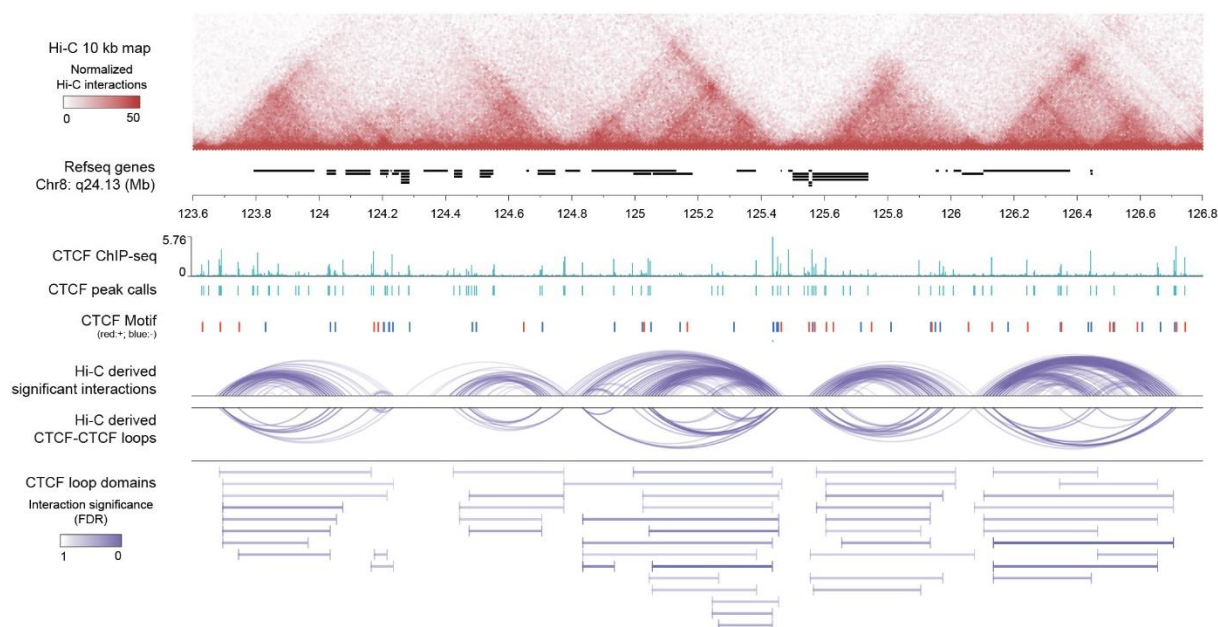 Hi-C 10 kb map
Normalized
Hi-C interactions
0 50
Refseq genes
Chr8: q24.13 (Mb)
123.6 123.8 124 124.2 124.4 124.6 124.8 125 125.2 125.4 125.6 125.8 126 126.2 126.4 126.6 126.8
5.76
CTCF ChIP-seq
0
CTCF peak calls
CTCF Motif
(red:+; blue:-)
Hi-C derived
significant interactions
Hi-C derived
CTCF-CTCF loops
CTCF loop domains
Interaction significance
(FDR)
1 0